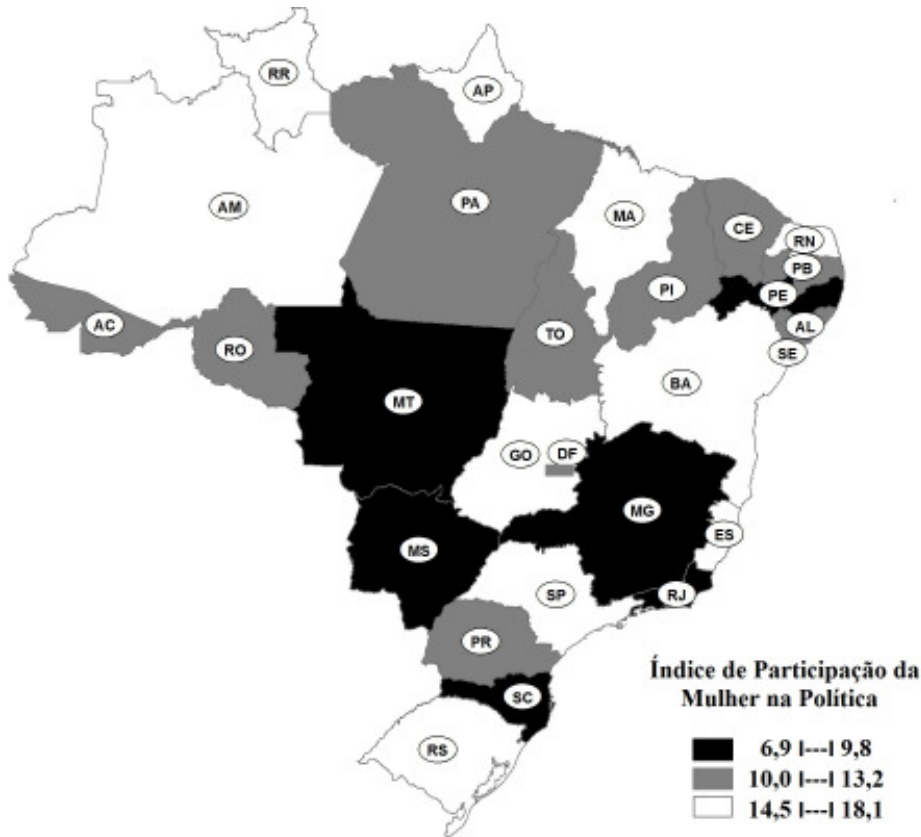 RR
AP
AM
PA
MA
CE
RN
PB
PI
PE
AC
AL
TO
RO
SE
BA
MT
GO
DF
MG
ES
MS
SP
RJ
PR
SC
RS
Índice de Participação da
Mulher na Política
6,9 |---| 9,8
10,0 |---| 13,2
14,5 |---| 18,1